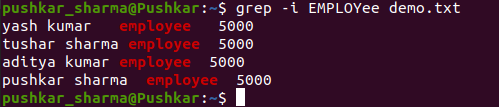 pushkar_sharma@Pushkar:~$ grep -i EMPLOYee demo.txt
yash kumar   employee   5000
tushar sharma employee   5000
aditya kumar employee  5000
pushkar sharma  employee  5000
pushkar_sharma@Pushkar:~$